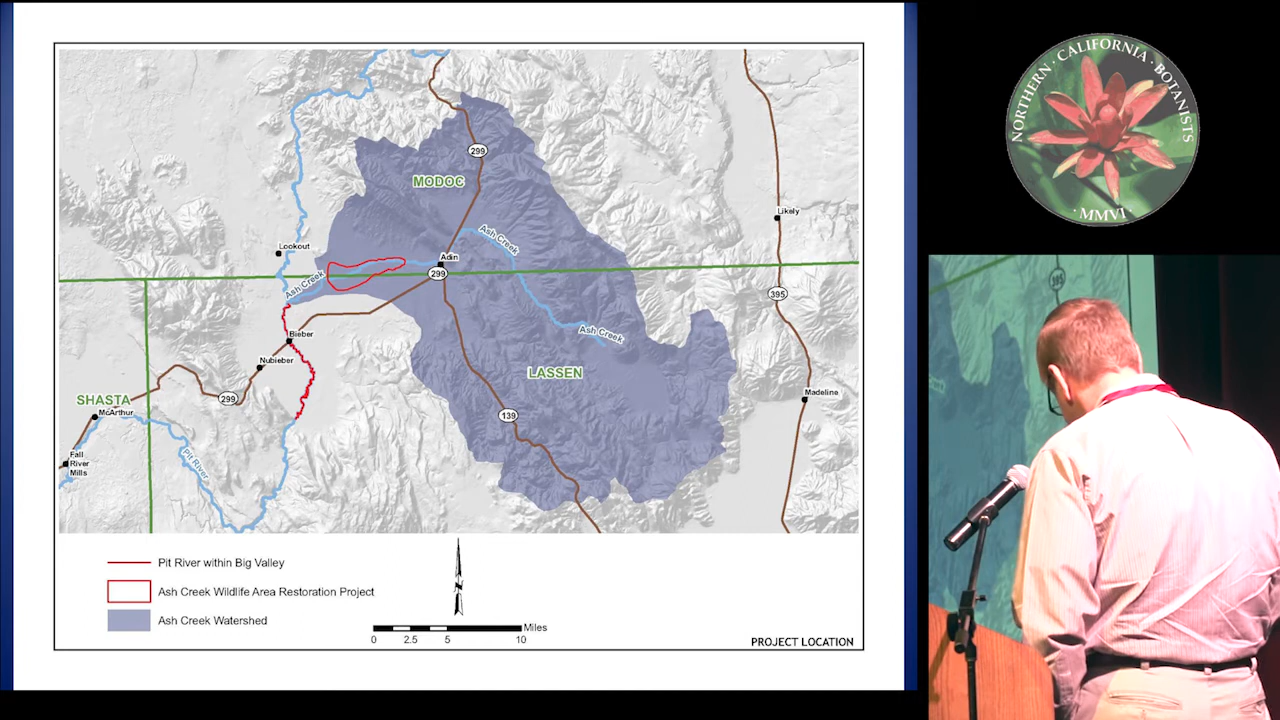 299
MODOC
Ash Creek
Likely
Lookout
Adin
299
Ash Creek
395
Bieber
Ash Creek
Nubieber
LASSEN
SHASTA
299
McArthur
Madeline
139
Fall
River
Mills
Pit River
Pit River within Big Valley
Ash Creek Wildlife Area Restoration Project
Ash Creek Watershed
N
Miles
0 2.5 5 10
PROJECT LOCATION
NORTHERN · CALIFORNIA · BOTANISTS
· MMVI ·
395